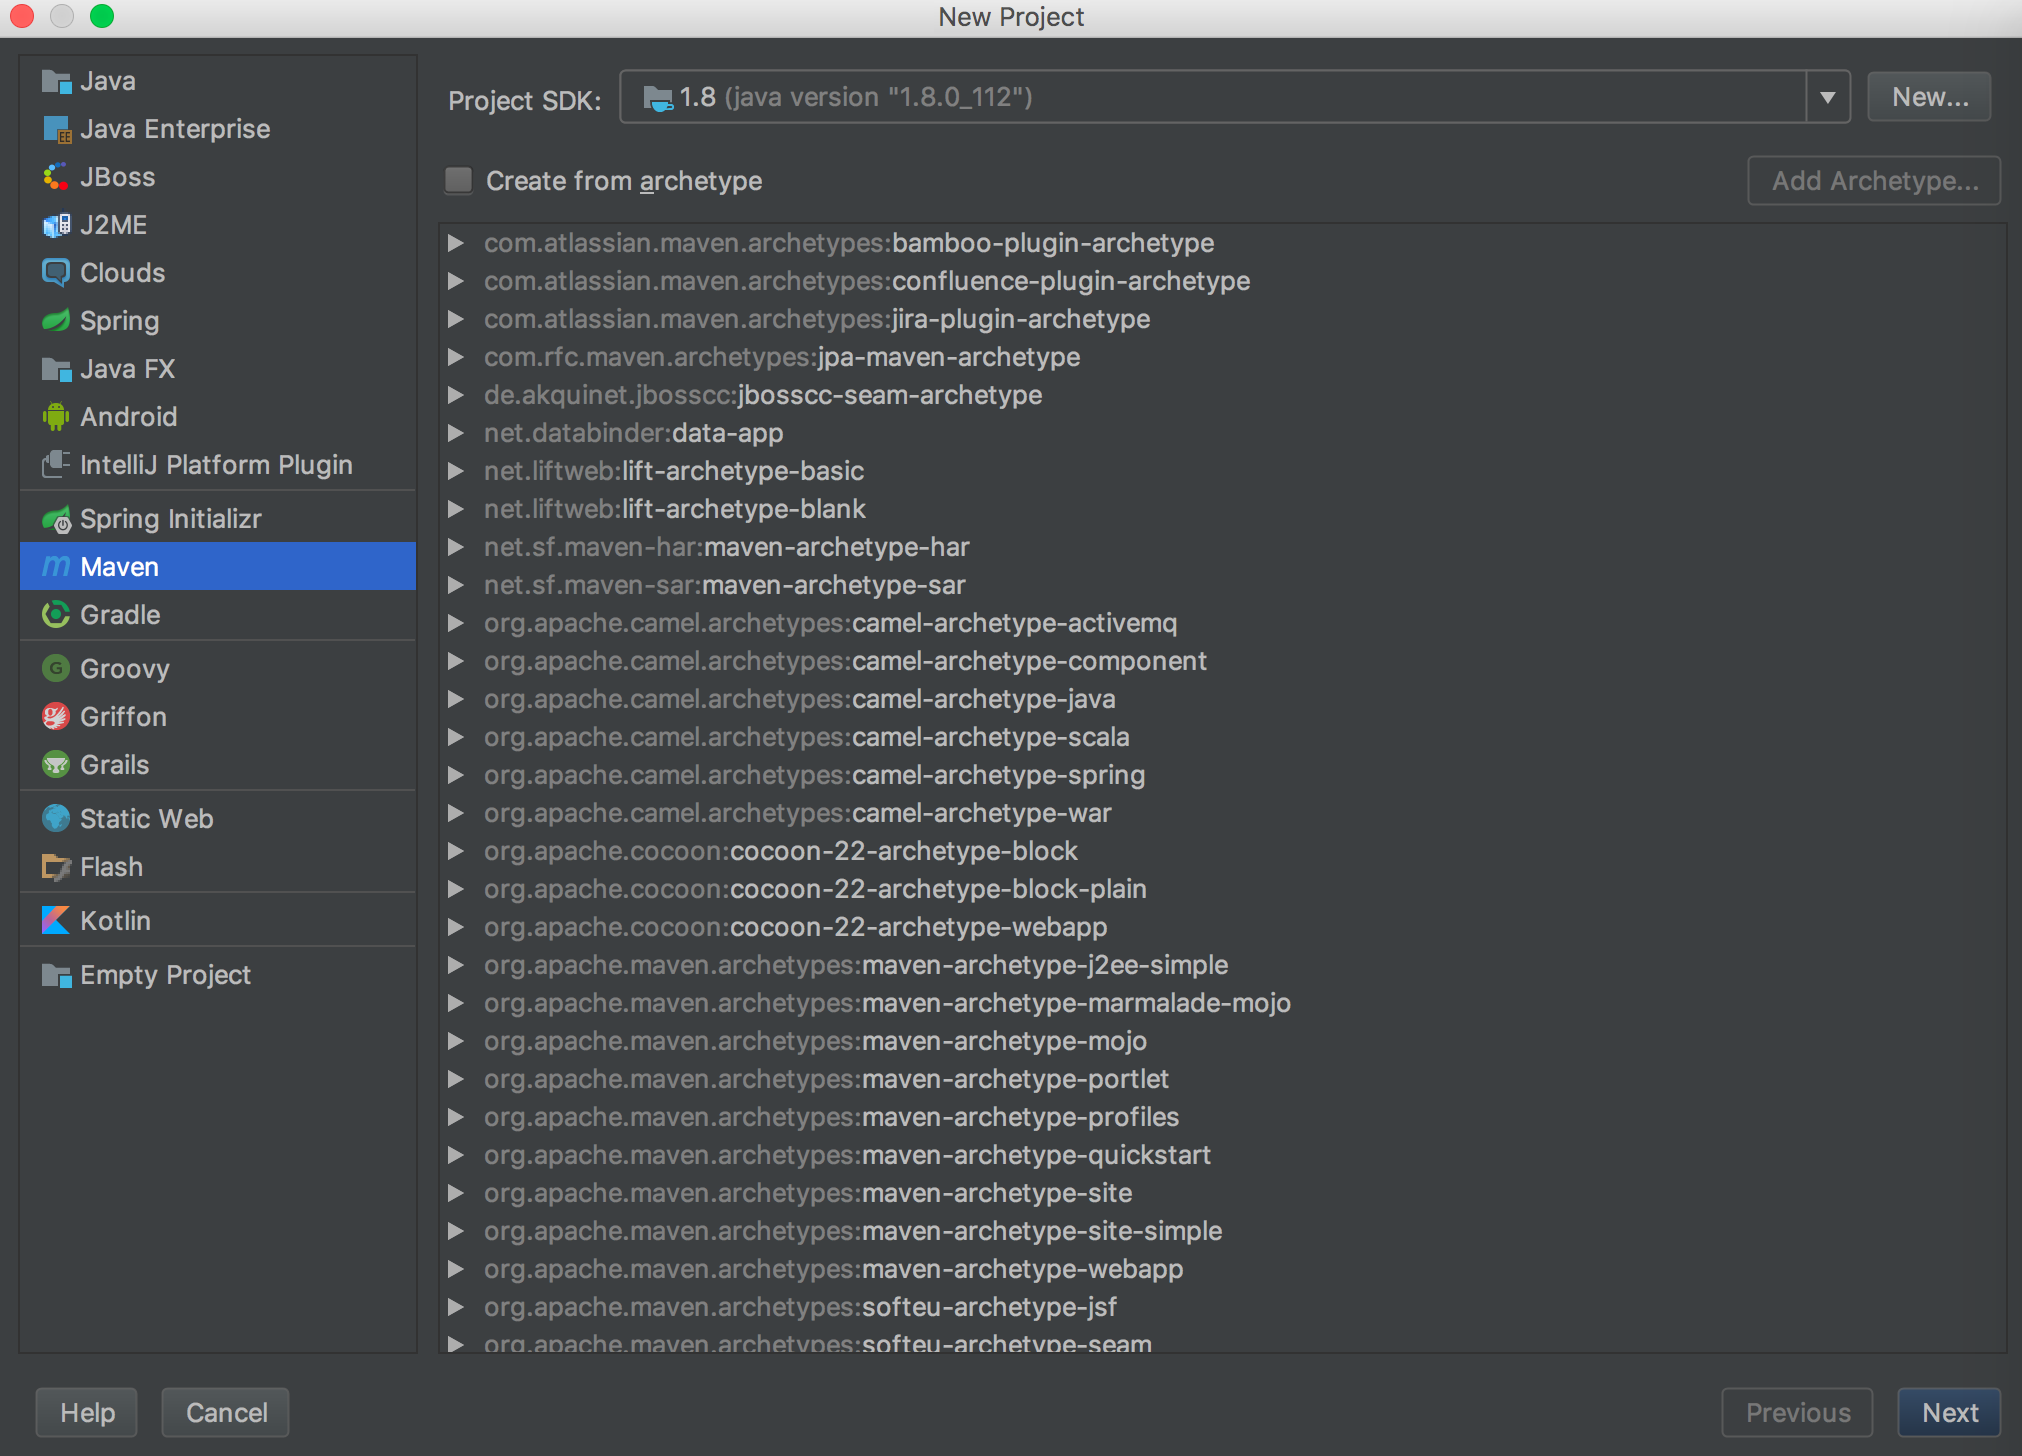 New Project
Java
Java Enterprise
JBoss
J2ME
Clouds
Spring
Java FX
Android
IntelliJ Platform Plugin
Spring Initializr
Maven
Gradle
Groovy
Griffon
Grails
Static Web
Flash
Kotlin
Empty Project
Project SDK: 1.8 (java version "1.8.0_112") New...
Create from archetype Add Archetype...
com.atlassian.maven.archetypes:bamboo-plugin-archetype
com.atlassian.maven.archetypes:confluence-plugin-archetype
com.atlassian.maven.archetypes:jira-plugin-archetype
com.rfc.maven.archetypes:jpa-maven-archetype
de.akquinet.jbosscc:jbosscc-seam-archetype
net.databinder:data-app
net.liftweb:lift-archetype-basic
net.liftweb:lift-archetype-blank
net.sf.maven-har:maven-archetype-har
net.sf.maven-sar:maven-archetype-sar
org.apache.camel.archetypes:camel-archetype-activemq
org.apache.camel.archetypes:camel-archetype-component
org.apache.camel.archetypes:camel-archetype-java
org.apache.camel.archetypes:camel-archetype-scala
org.apache.camel.archetypes:camel-archetype-spring
org.apache.camel.archetypes:camel-archetype-war
org.apache.cocoon:cocoon-22-archetype-block
org.apache.cocoon:cocoon-22-archetype-block-plain
org.apache.cocoon:cocoon-22-archetype-webapp
org.apache.maven.archetypes:maven-archetype-j2ee-simple
org.apache.maven.archetypes:maven-archetype-marmalade-mojo
org.apache.maven.archetypes:maven-archetype-mojo
org.apache.maven.archetypes:maven-archetype-portlet
org.apache.maven.archetypes:maven-archetype-profiles
org.apache.maven.archetypes:maven-archetype-quickstart
org.apache.maven.archetypes:maven-archetype-site
org.apache.maven.archetypes:maven-archetype-site-simple
org.apache.maven.archetypes:maven-archetype-webapp
org.apache.maven.archetypes:softeu-archetype-jsf
org.apache.maven.archetypes:softeu-archetype-seam
Help Cancel Previous Next